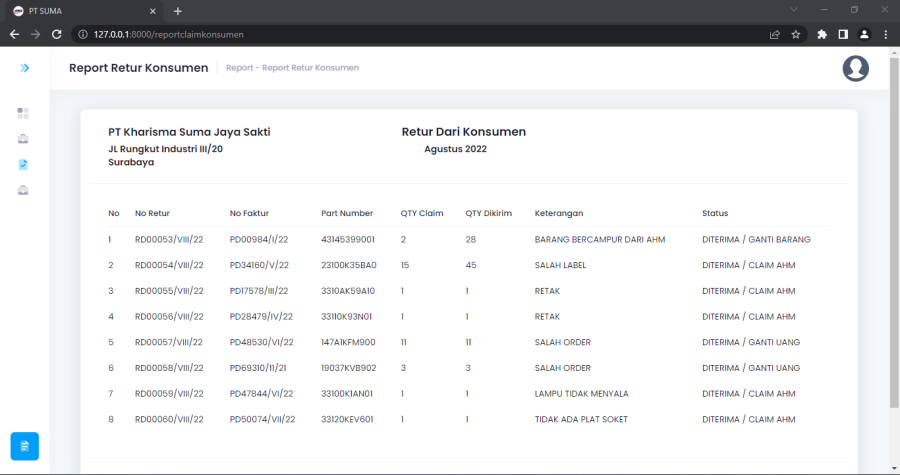 PT SUMA
127.0.0.1:8000/reportclaimkonsumen
Report Retur Konsumen
Report - Report Retur Konsumen
PT Kharisma Suma Jaya Sakti
Retur Dari Konsumen
JL Rungkut Industri III/20
Agustus 2022
Surabaya
No No Retur No Faktur Part Number QTY Claim QTY Dikirim Keterangan Status
1 RD00053/VIII/22 PD00984/I/22 43145399001 2 28 BARANG BERCAMPUR DARI AHM DITERIMA / GANTI BARANG
2 RD00054/VIII/22 PD34160/V/22 23100K35BA0 15 45 SALAH LABEL DITERIMA / CLAIM AHM
3 RD00055/VIII/22 PD17578/III/22 3310AK59A10 1 1 RETAK DITERIMA / CLAIM AHM
4 RD00056/VIII/22 PD28479/IV/22 33110K93N01 1 1 RETAK DITERIMA / CLAIM AHM
5 RD00057/VIII/22 PD48530/VI/22 147A1KFM900 11 11 SALAH ORDER DITERIMA / GANTI UANG
6 RD00058/VIII/22 PD69310/11/21 19037KVB902 3 3 SALAH ORDER DITERIMA / GANTI UANG
7 RD00059/VIII/22 PD47844/VI/22 33100K1AN01 1 1 LAMPU TIDAK MENYALA DITERIMA / CLAIM AHM
8 RD00060/VIII/22 PD50074/VII/22 33120KEV601 1 1 TIDAK ADA PLAT SOKET DITERIMA / CLAIM AHM